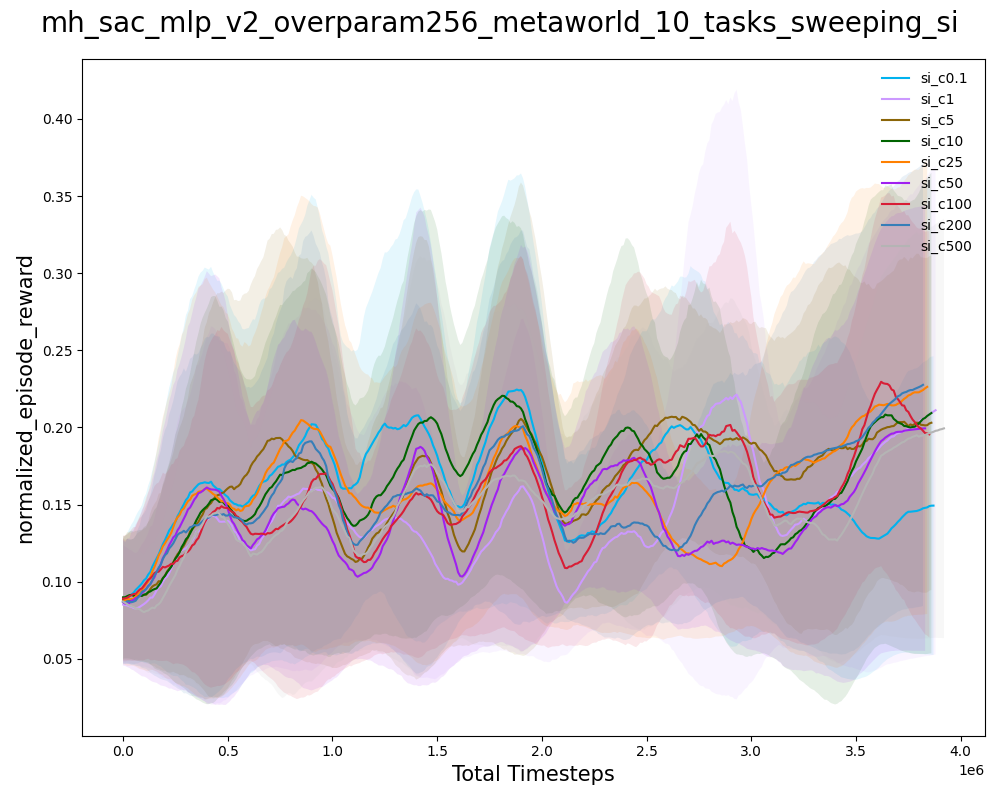 mh_sac_mlp_v2_overparam256_metaworld_10_tasks_sweeping_si
si_c0.1
si_c1
si_c5
si_c10
si_c25
si_c50
si_c100
si_c200
si_c500
normalized_episode_reward
0.40
0.35
0.30
0.25
0.20
0.15
0.10
0.05
0.0 0.5 1.0 1.5 2.0 2.5 3.0 3.5 4.0
1e6
Total Timesteps